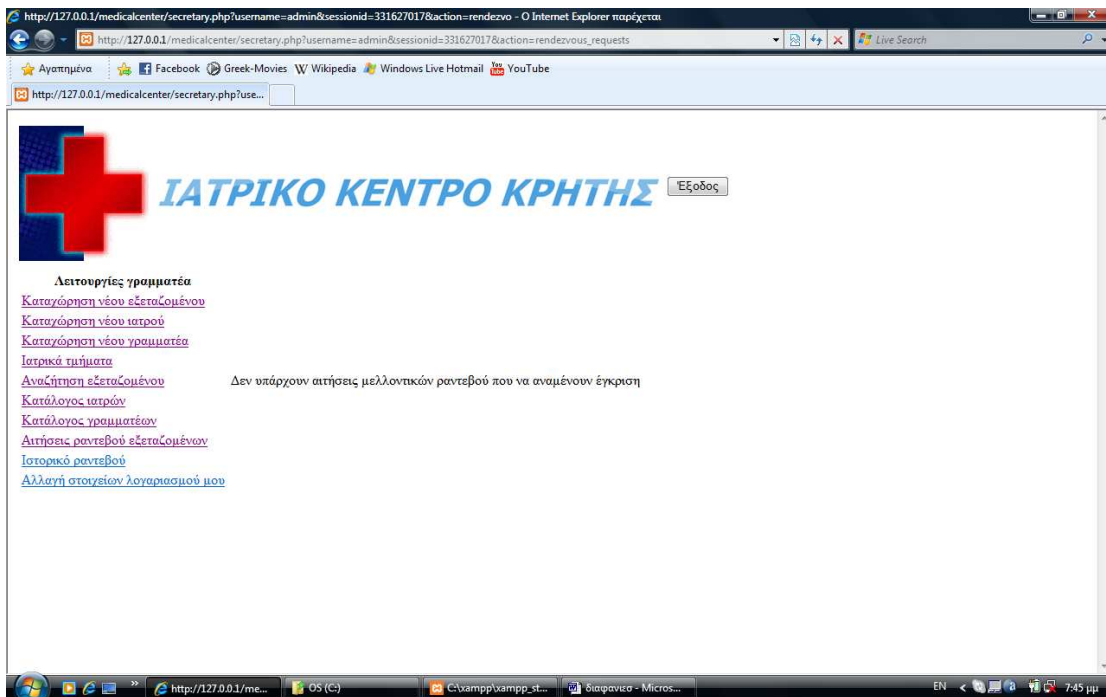 http://127.0.0.1/medicalcenter/secretary.php?username=admin&sessionid=331627017&action=rendezvo - Ο Internet Explorer παρέχεται
http://127.0.0.1/medicalcenter/secretary.php?username=admin&sessionid=331627017&action=rendezvous_requests
Live Search
Αγαπημένα Facebook Greek-Movies W Wikipedia Windows Live Hotmail YouTube
http://127.0.0.1/medicalcenter/secretary.php?use...
ΙΑΤΡΙΚΟ ΚΕΝΤΡΟ ΚΡΗΤΗΣ Έξοδος
Λειτουργίες γραμματέα
Καταχώρηση νέου εξεταζομένου
Καταχώρηση νέου ιατρού
Καταχώρηση νέου γραμματέα
Ιατρικά τμήματα
Αναζήτηση εξεταζομένου Δεν υπάρχουν αιτήσεις μελλοντικών ραντεβού που να αναμένουν έγκριση
Κατάλογος ιατρών
Κατάλογος γραμματέων
Αιτήσεις ραντεβού εξεταζομένων
Ιστορικό ραντεβού
Αλλαγή στοιχείων λογαριασμού μου
http://127.0.0.1/me... OS (C:) C:\xampp\xampp_st... διαφανιεσ - Micros... EN 7:45 μμ